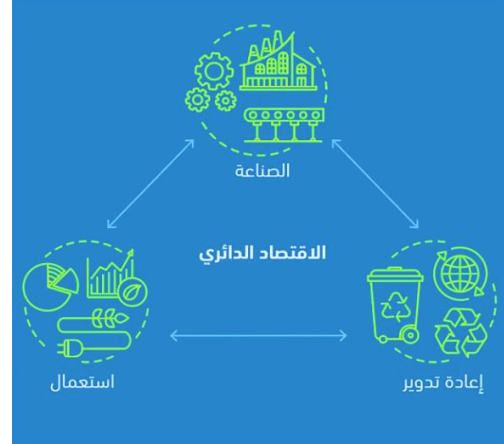 الصناعة
الاقتصاد الدائري
إعادة تدوير
استعمال